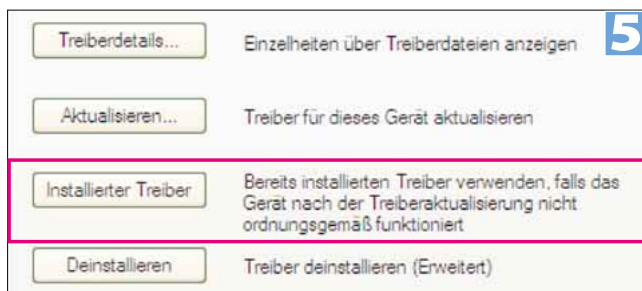 5
Treiberdetails...
Einzelheiten über Treiberdateien anzeigen
Aktualisieren...
Treiber für dieses Gerät aktualisieren
Installierter Treiber
Bereits installierten Treiber verwenden, falls das
Gerät nach der Treiberaktualisierung nicht
ordnungsgemäß funktioniert
Deinstallieren
Treiber deinstallieren (Erweitert)